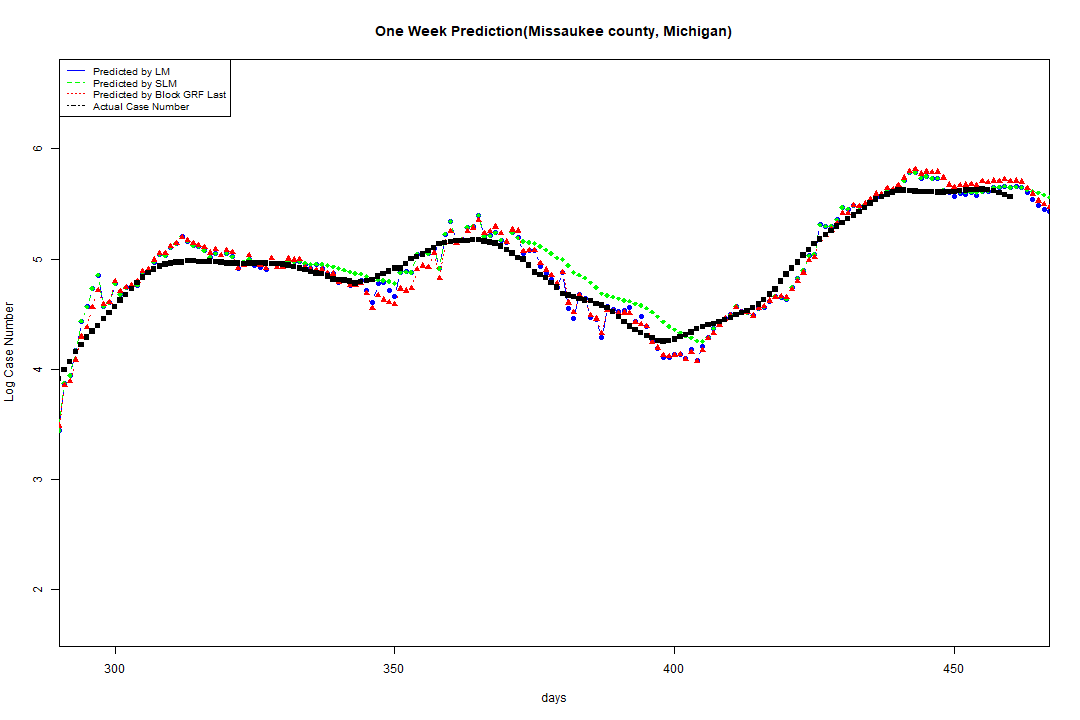 One Week Prediction(Missaukee county, Michigan)
Predicted by LM
Predicted by SLM
Predicted by Block GRF Last
Actual Case Number
Log Case Number
6
5
4
3
2
300 350 400 450
days